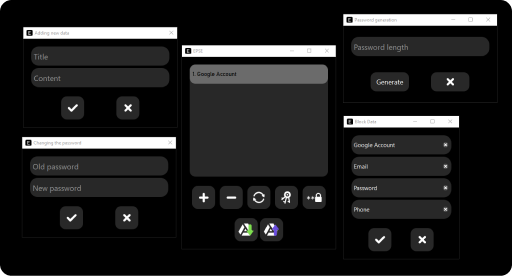 Adding new data
Title
Content
Changing the password
Old password
New password
EPSZ
1. Google Account
Password generation
Password length
Generate
Block Data
Google Account
Email
Password
Phone